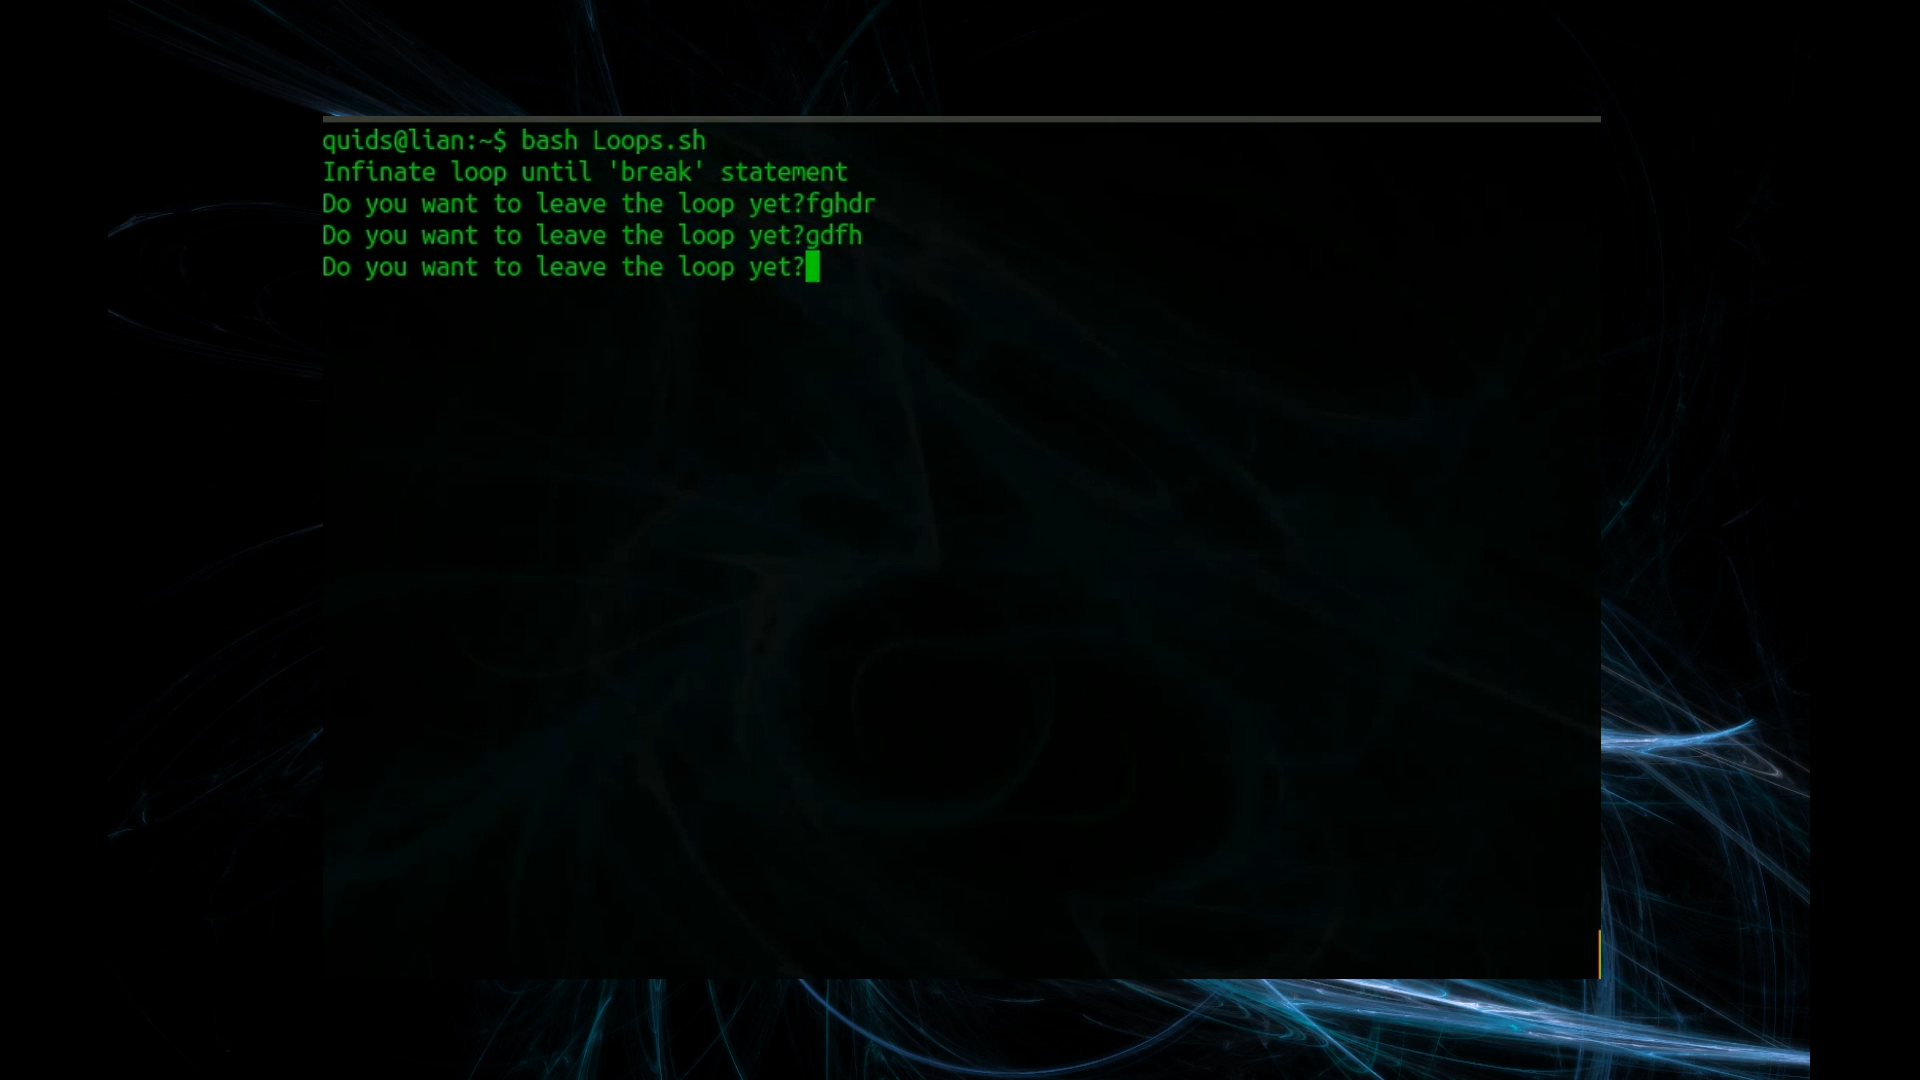 quids@lian:~$ bash Loops.sh
Infinate loop until 'break' statement
Do you want to leave the loop yet?fghdr
Do you want to leave the loop yet?gdfh
Do you want to leave the loop yet?